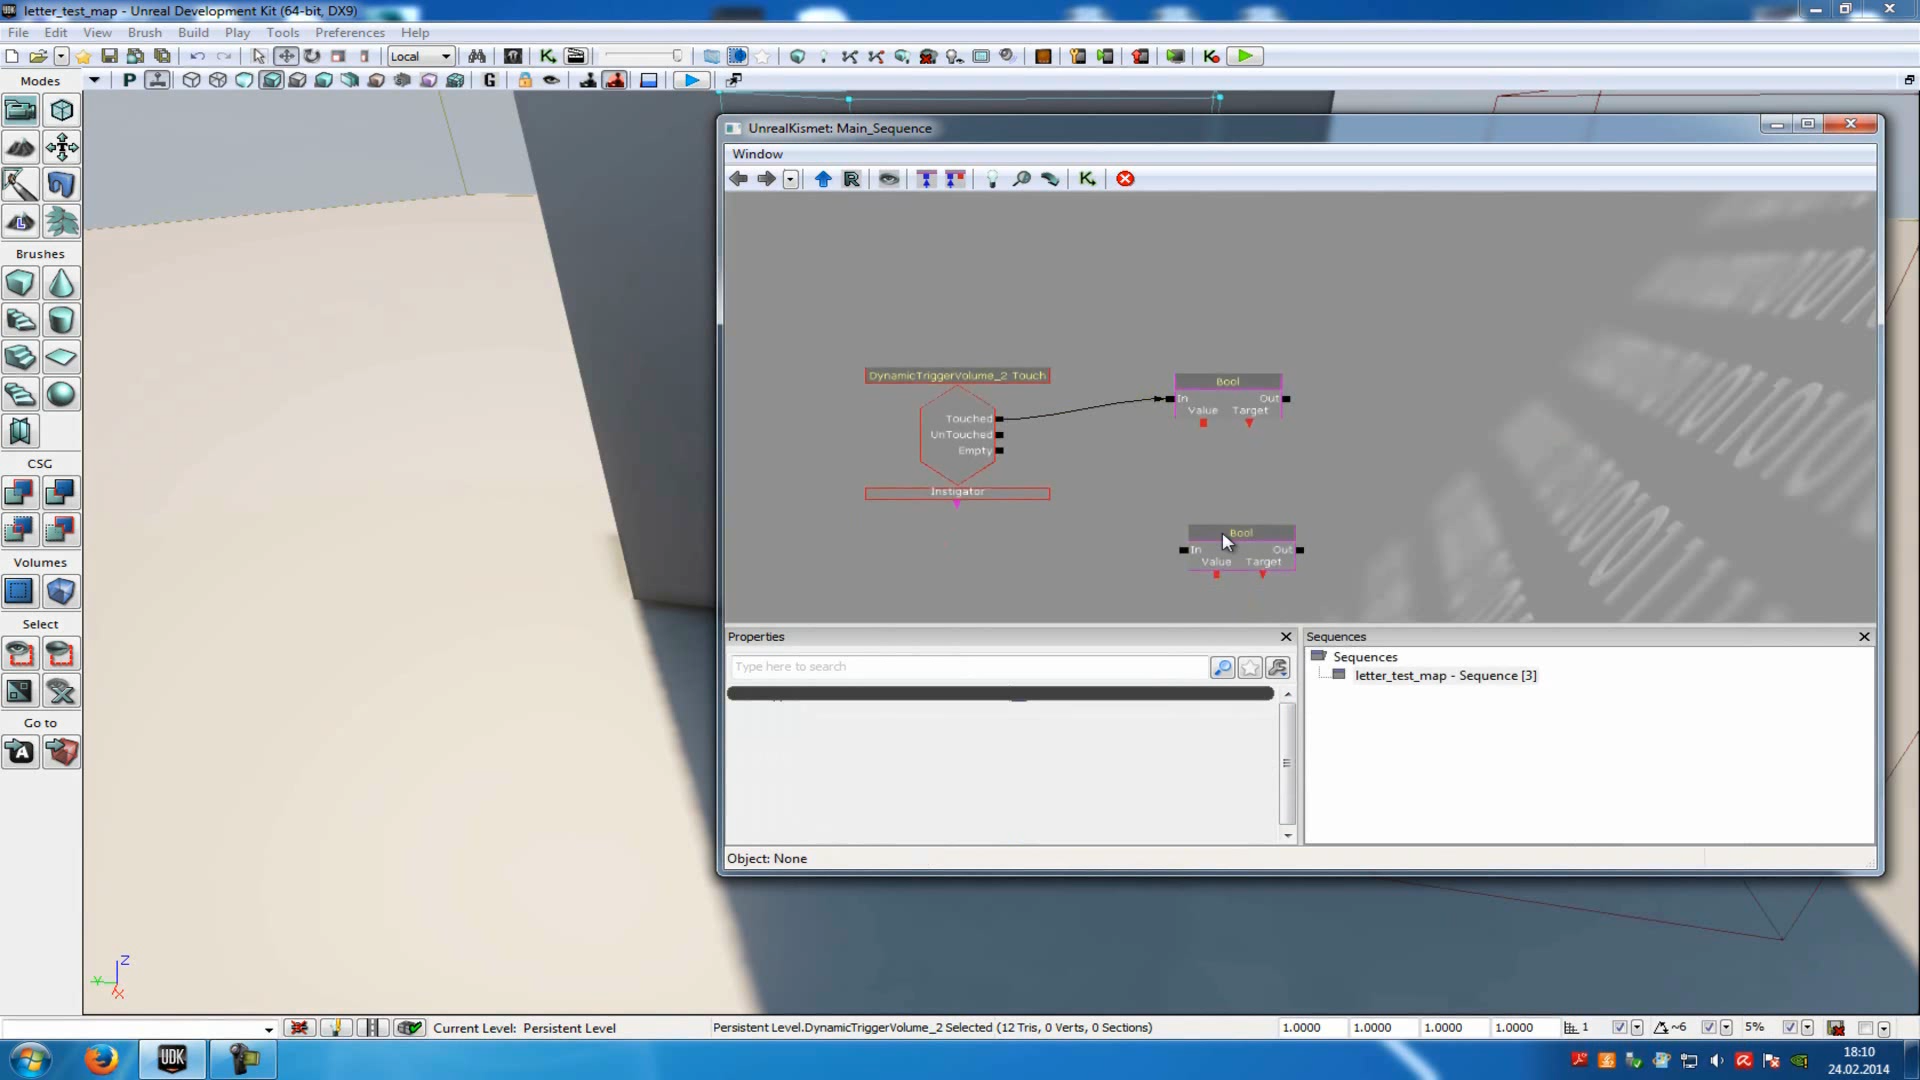 letter_test_map - Unreal Development Kit (64-bit, DX9)
File Edit View Brush Build Play Tools Preferences Help
Local
Modes
P
G
UnrealKismet: Main_Sequence
Window
R
K
Brushes
DynamicTriggerVolume_2 Touch
Touched
UnTouched
Empty
Instigator
Bool
In Out
Value Target
Bool
In Out
Value Target
CSG
Volumes
Select
Go to
Properties
Type here to search
Sequences
Sequences
letter_test_map - Sequence [3]
Object: None
Z
Y
X
Current Level: Persistent Level
Persistent Level.DynamicTriggerVolume_2 Selected (12 Tris, 0 Verts, 0 Sections)
1.0000 1.0000 1.0000 1.0000
1
~6
5%
UDK
18:10
24.02.2014